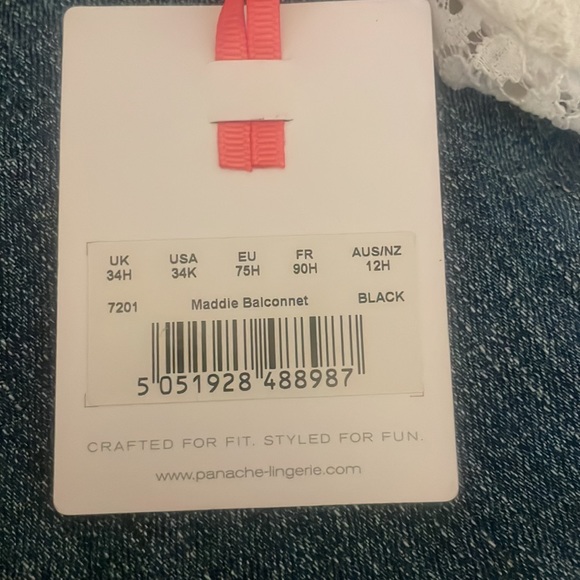 UK USA EU FR AUS/NZ
34H 34K 75H 90H 12H
7201 Maddie Balconnet BLACK
5 051928 488987
CRAFTED FOR FIT. STYLED FOR FUN.
www.panache-lingerie.com